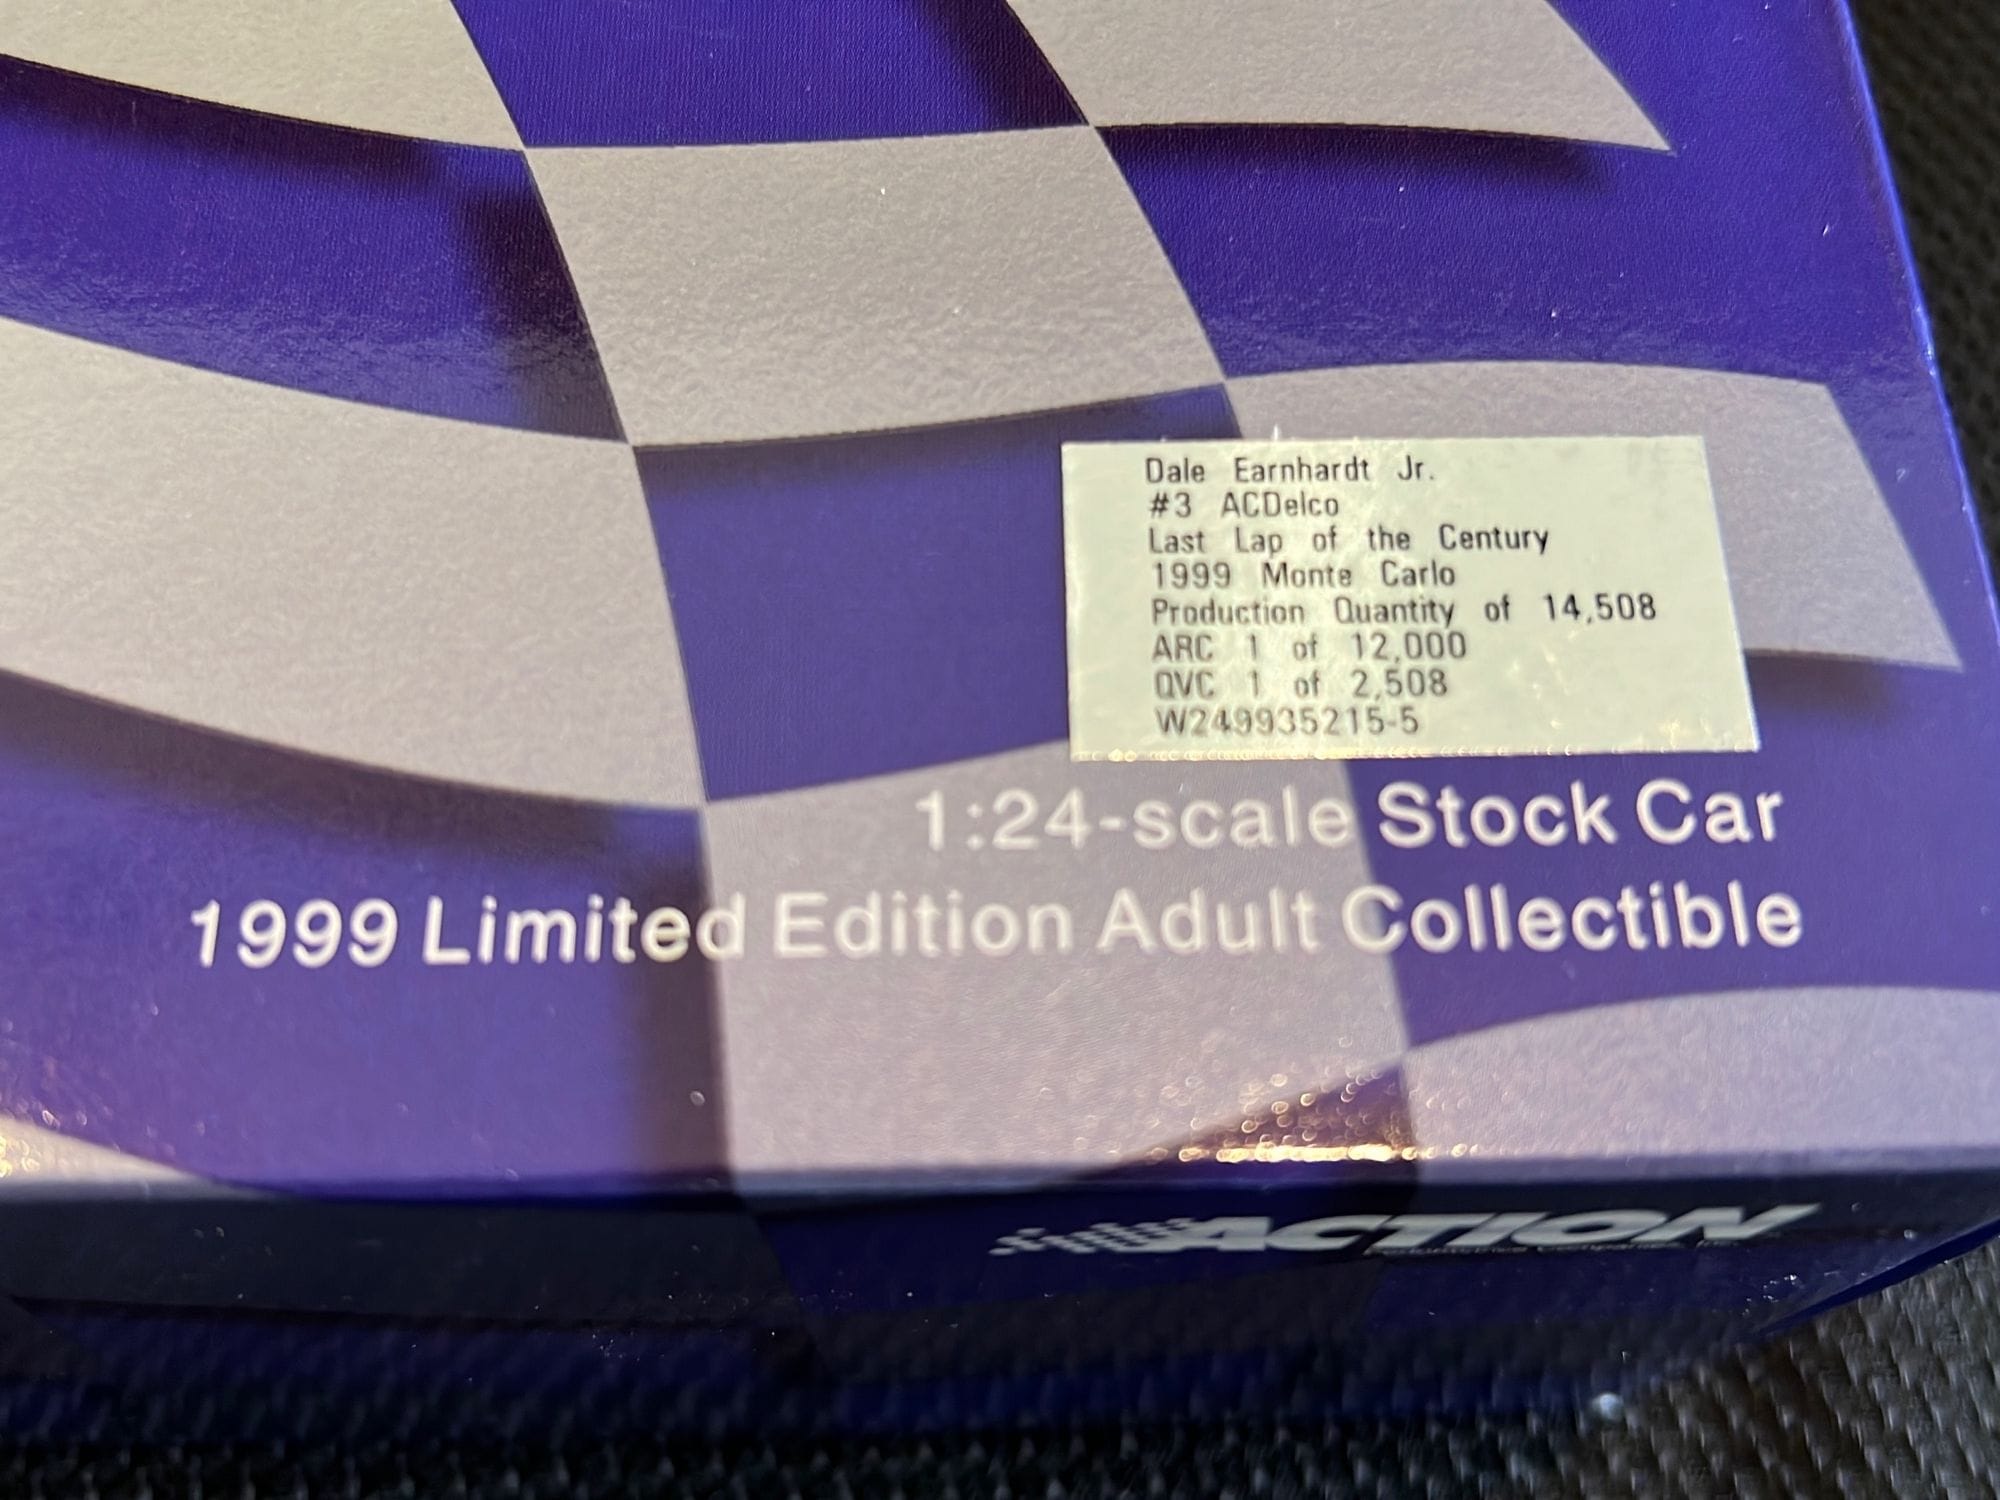 Dale Earnhardt Jr.
#3 ACDelco
Last Lap of the Century
1999 Monte Carlo
Production Quantity of 14,508
ARC 1 of 12,000
QVC 1 of 2,508
W249935215-5
1:24-scale Stock Car
1999 Limited Edition Adult Collectible
ACTION